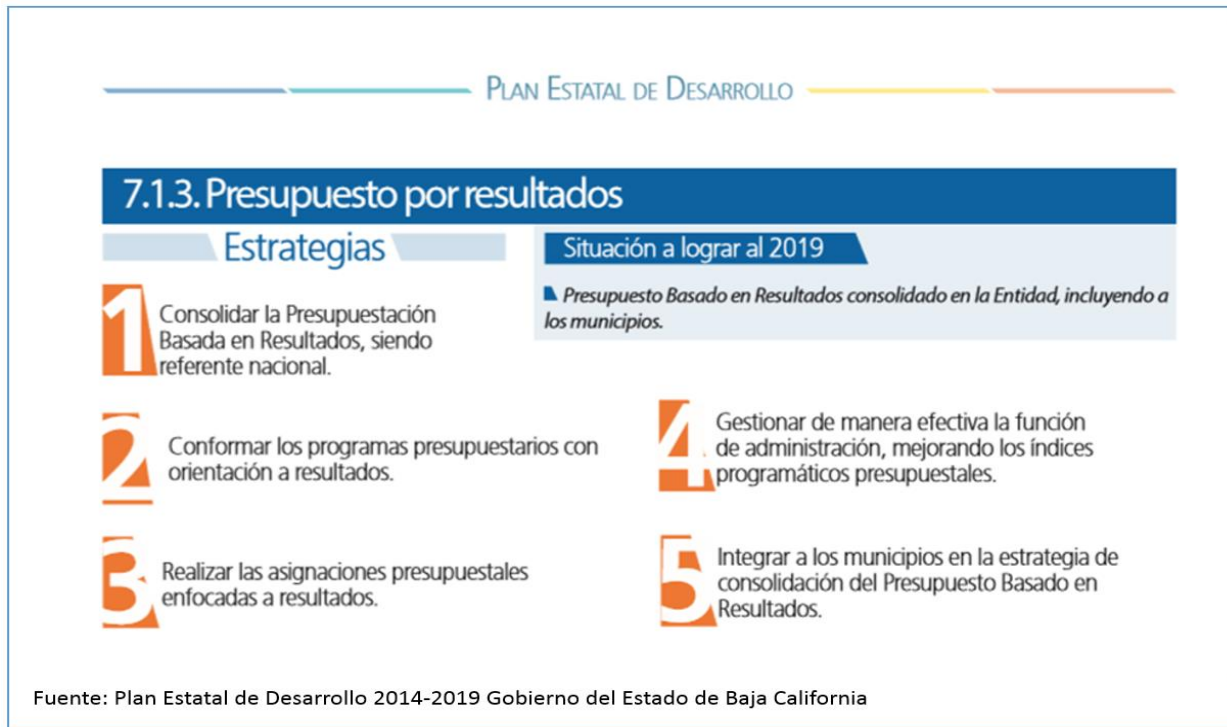 PLAN ESTATAL DE DESARROLLO
7.1.3. Presupuesto por resultados
Estrategias
Situación a lograr al 2019
Presupuesto Basado en Resultados consolidado en la Entidad, incluyendo a
los municipios.
1
Consolidar la Presupuestación
Basada en Resultados, siendo
referente nacional.
2
Conformar los programas presupuestarios con
orientación a resultados.
3
Realizar las asignaciones presupuestales
enfocadas a resultados.
4
Gestionar de manera efectiva la función
de administración, mejorando los índices
programáticos presupuestales.
5
Integrar a los municipios en la estrategia de
consolidación del Presupuesto Basado en
Resultados.
Fuente: Plan Estatal de Desarrollo 2014-2019 Gobierno del Estado de Baja California